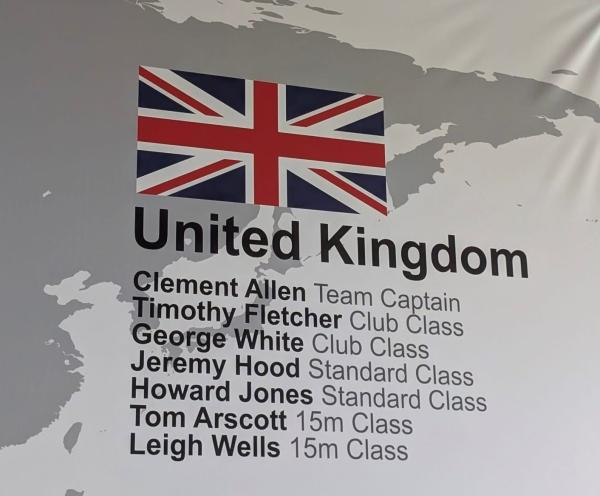 United Kingdom
Clement Allen Team Captain
Timothy Fletcher Club Class
George White Club Class
Jeremy Hood Standard Class
Howard Jones Standard Class
Tom Arscott 15m Class
Leigh Wells 15m Class